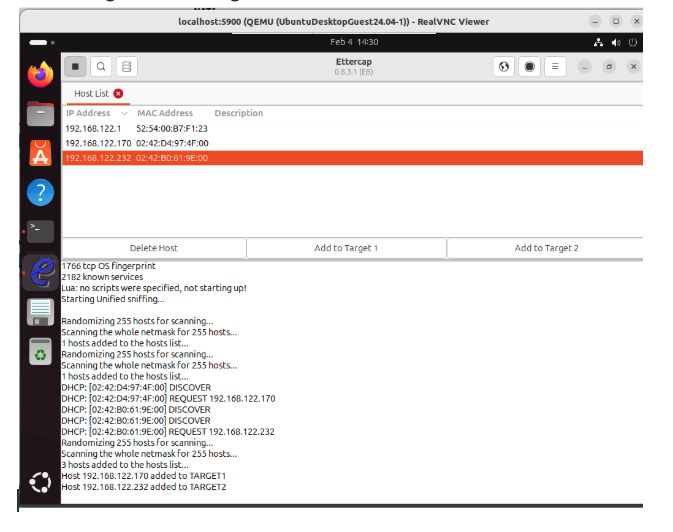 localhost:5900 (QEMU (UbuntuDesktopGuest24.04-1)) - RealVNC Viewer
Feb 4 14:30
Ettercap
0.8.3.1 (EB)
Host List
IP Address MAC Address Description
192.168.122.1 52:54:00:B7:F1:23
192.168.122.170 02:42:D4:97:4F:00
192.168.122.232 02:42:B0:61:9E:00
Delete Host Add to Target 1 Add to Target 2
1766 tcp OS fingerprint
2182 known services
Lua: no scripts were specified, not starting up!
Starting Unified sniffing...
Randomizing 255 hosts for scanning...
Scanning the whole netmask for 255 hosts...
1 hosts added to the hosts list...
Randomizing 255 hosts for scanning...
Scanning the whole netmask for 255 hosts...
1 hosts added to the hosts list...
DHCP: [02:42:D4:97:4F:00] DISCOVER
DHCP: [02:42:D4:97:4F:00] REQUEST 192.168.122.170
DHCP: [02:42:B0:61:9E:00] DISCOVER
DHCP: [02:42:B0:61:9E:00] DISCOVER
DHCP: [02:42:B0:61:9E:00] REQUEST 192.168.122.232
Randomizing 255 hosts for scanning...
Scanning the whole netmask for 255 hosts...
3 hosts added to the hosts list...
Host 192.168.122.170 added to TARGET1
Host 192.168.122.232 added to TARGET2